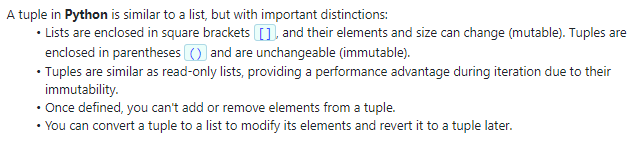 A tuple in Python is similar to a list, but with important distinctions:
• Lists are enclosed in square brackets [], and their elements and size can change (mutable). Tuples are
enclosed in parentheses () and are unchangeable (immutable).
• Tuples are similar as read-only lists, providing a performance advantage during iteration due to their
immutability.
• Once defined, you can't add or remove elements from a tuple.
• You can convert a tuple to a list to modify its elements and revert it to a tuple later.